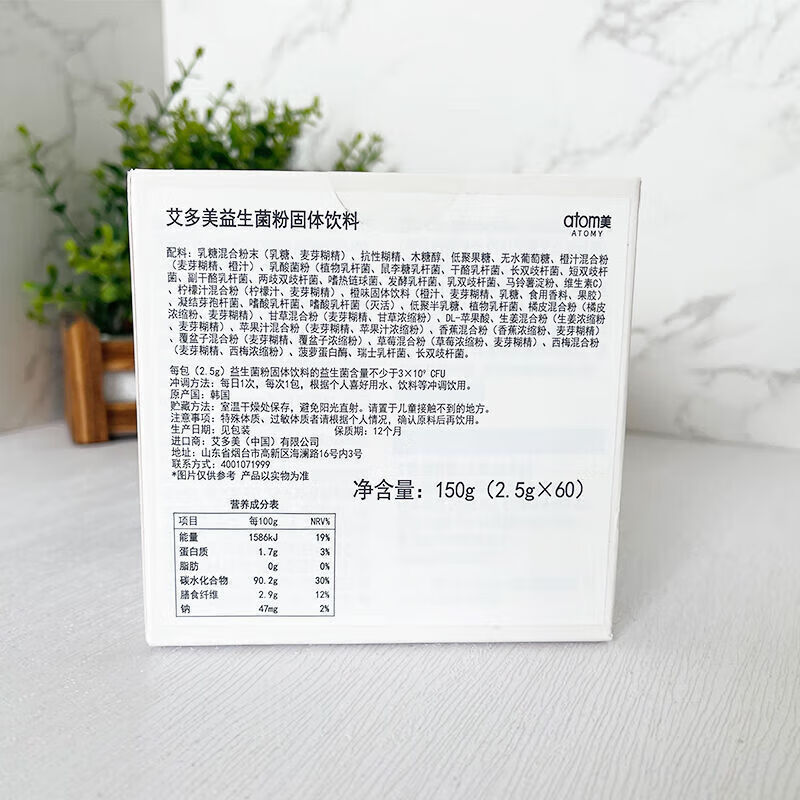 艾多美益生菌粉固体饮料
atom美
ATOMY
配料：乳糖混合粉末（乳糖、麦芽糊精）、抗性糊精、木糖醇、低聚果糖、无水葡萄糖、橙汁混合粉
（麦芽糊精、橙汁）、乳酸菌粉（植物乳杆菌、鼠李糖乳杆菌、干酪乳杆菌、长双歧杆菌、短双歧杆
菌、副干酪乳杆菌、两歧双歧杆菌、嗜热链球菌、发酵乳杆菌、乳双歧杆菌、马铃薯淀粉、维生素C）
、柠檬汁混合粉（柠檬汁、麦芽糊精）、橙味固体饮料（橙汁、麦芽糊精、乳糖、食用香料、果胶）
、凝结芽孢杆菌、嗜酸乳杆菌、嗜酸乳杆菌（灭活）、低聚半乳糖、植物乳杆菌、橘皮混合粉（橘皮
浓缩粉、麦芽糊精）、甘草混合粉（麦芽糊精、甘草浓缩粉）、DL-苹果酸、生姜混合粉（生姜浓缩粉
、麦芽糊精）、苹果汁混合粉（麦芽糊精、苹果汁浓缩粉）、香蕉混合粉（香蕉浓缩粉、麦芽糊精）
、覆盆子混合粉（麦芽糊精、覆盆子浓缩粉）、草莓混合粉（草莓浓缩粉、麦芽糊精）、西梅混合粉
（麦芽糊精、西梅浓缩粉）、菠萝蛋白酶、瑞士乳杆菌、长双歧杆菌。
每包（2.5g）益生菌粉固体饮料的益生菌含量不少于3×10⁹ CFU
冲调方法：每日1次，每次1包，根据个人喜好用水、饮料等冲调饮用。
原产国：韩国
贮藏方法：室温干燥处保存，避免阳光直射。请置于儿童接触不到的地方。
注意事项：特殊体质、过敏体质者请根据个人情况，确认原料后再饮用。
生产日期：见包装 保质期：12个月
进口商：艾多美（中国）有限公司
地址：山东省烟台市高新区海澜路16号内3号
联系方式：4001071999
*图片仅供参考 产品以实物为准
净含量：150g（2.5g×60）
营养成分表
项目 每100g NRV%
能量 1586kJ 19%
蛋白质 1.7g 3%
脂肪 0g 0%
碳水化合物 90.2g 30%
膳食纤维 2.9g 12%
钠 47mg 2%